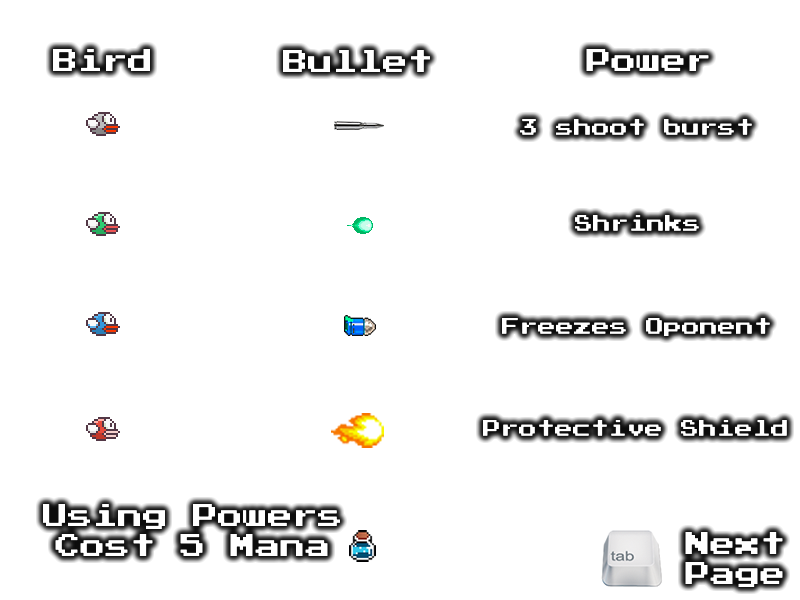 Bird Bullet Power
3 shoot burst
Shrinks
Freezes Oponent
Protective Shield
Using Powers
Cost 5 Mana
tab
Next
Page